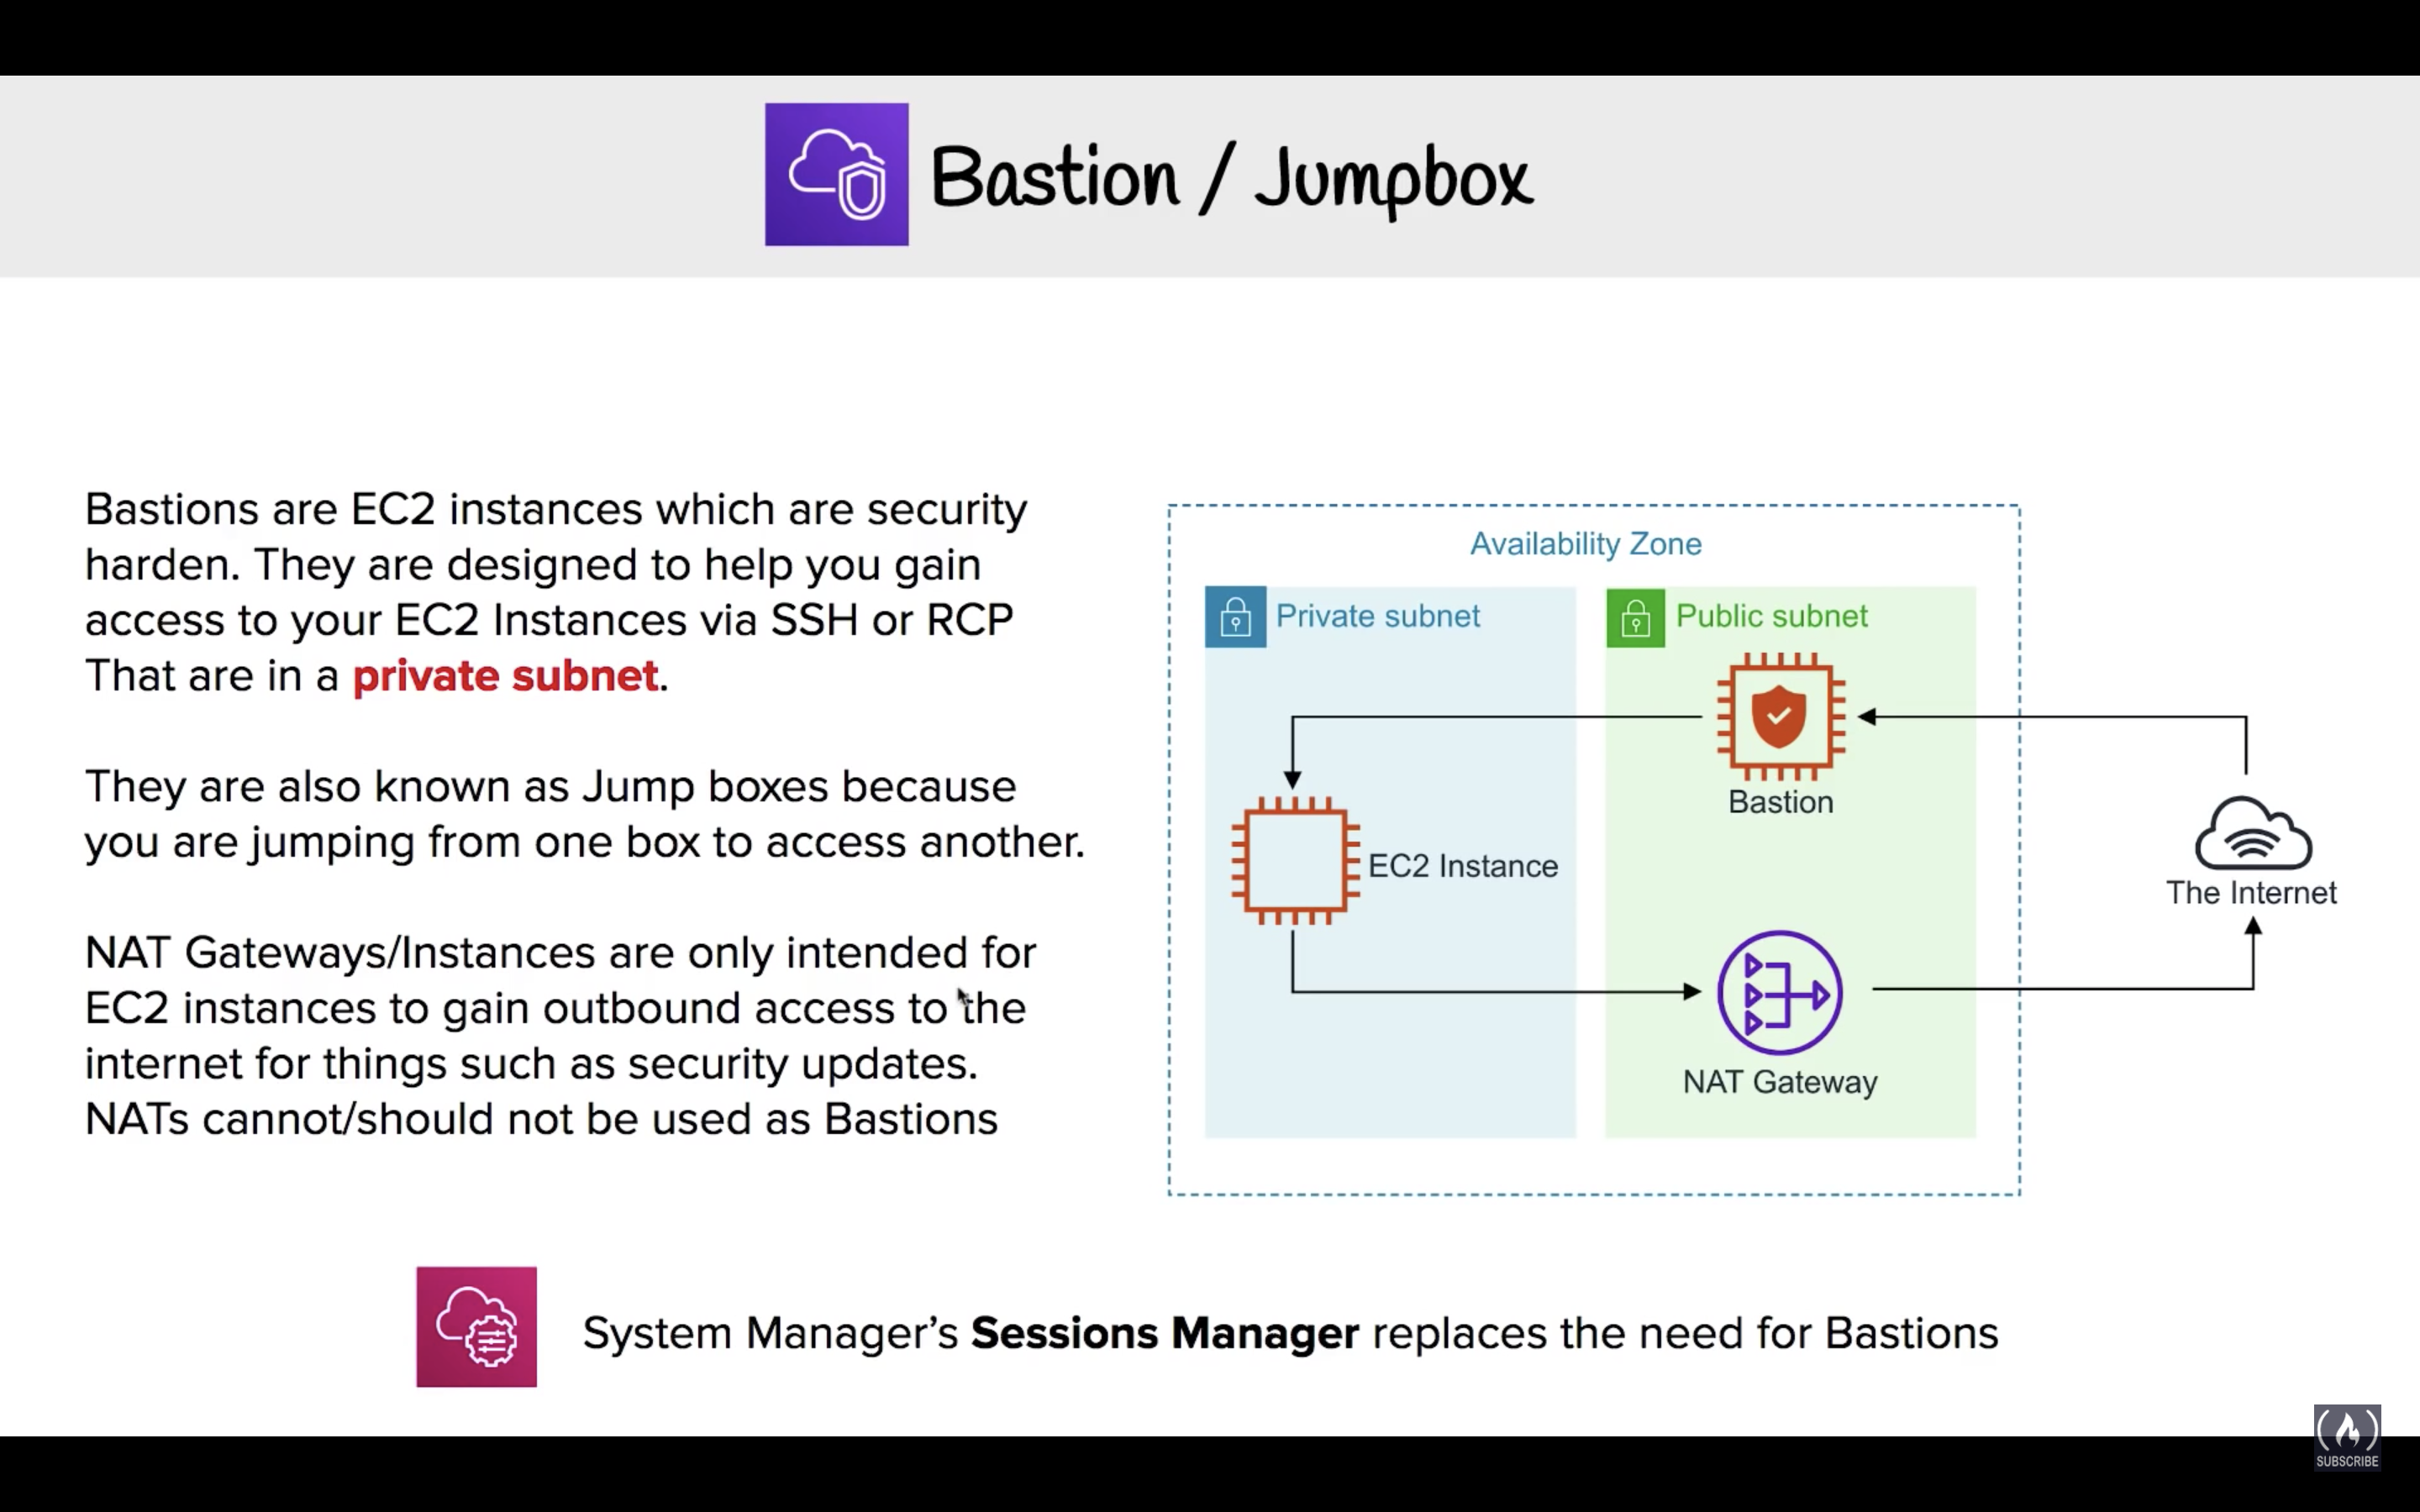 Bastion / Jumpbox
Bastions are EC2 instances which are security
harden. They are designed to help you gain
access to your EC2 Instances via SSH or RCP
That are in a private subnet.
They are also known as Jump boxes because
you are jumping from one box to access another.
NAT Gateways/Instances are only intended for
EC2 instances to gain outbound access to the
internet for things such as security updates.
NATs cannot/should not be used as Bastions
Availability Zone
Private subnet
Public subnet
Bastion
EC2 Instance
The Internet
NAT Gateway
System Manager’s Sessions Manager replaces the need for Bastions
SUBSCRIBE